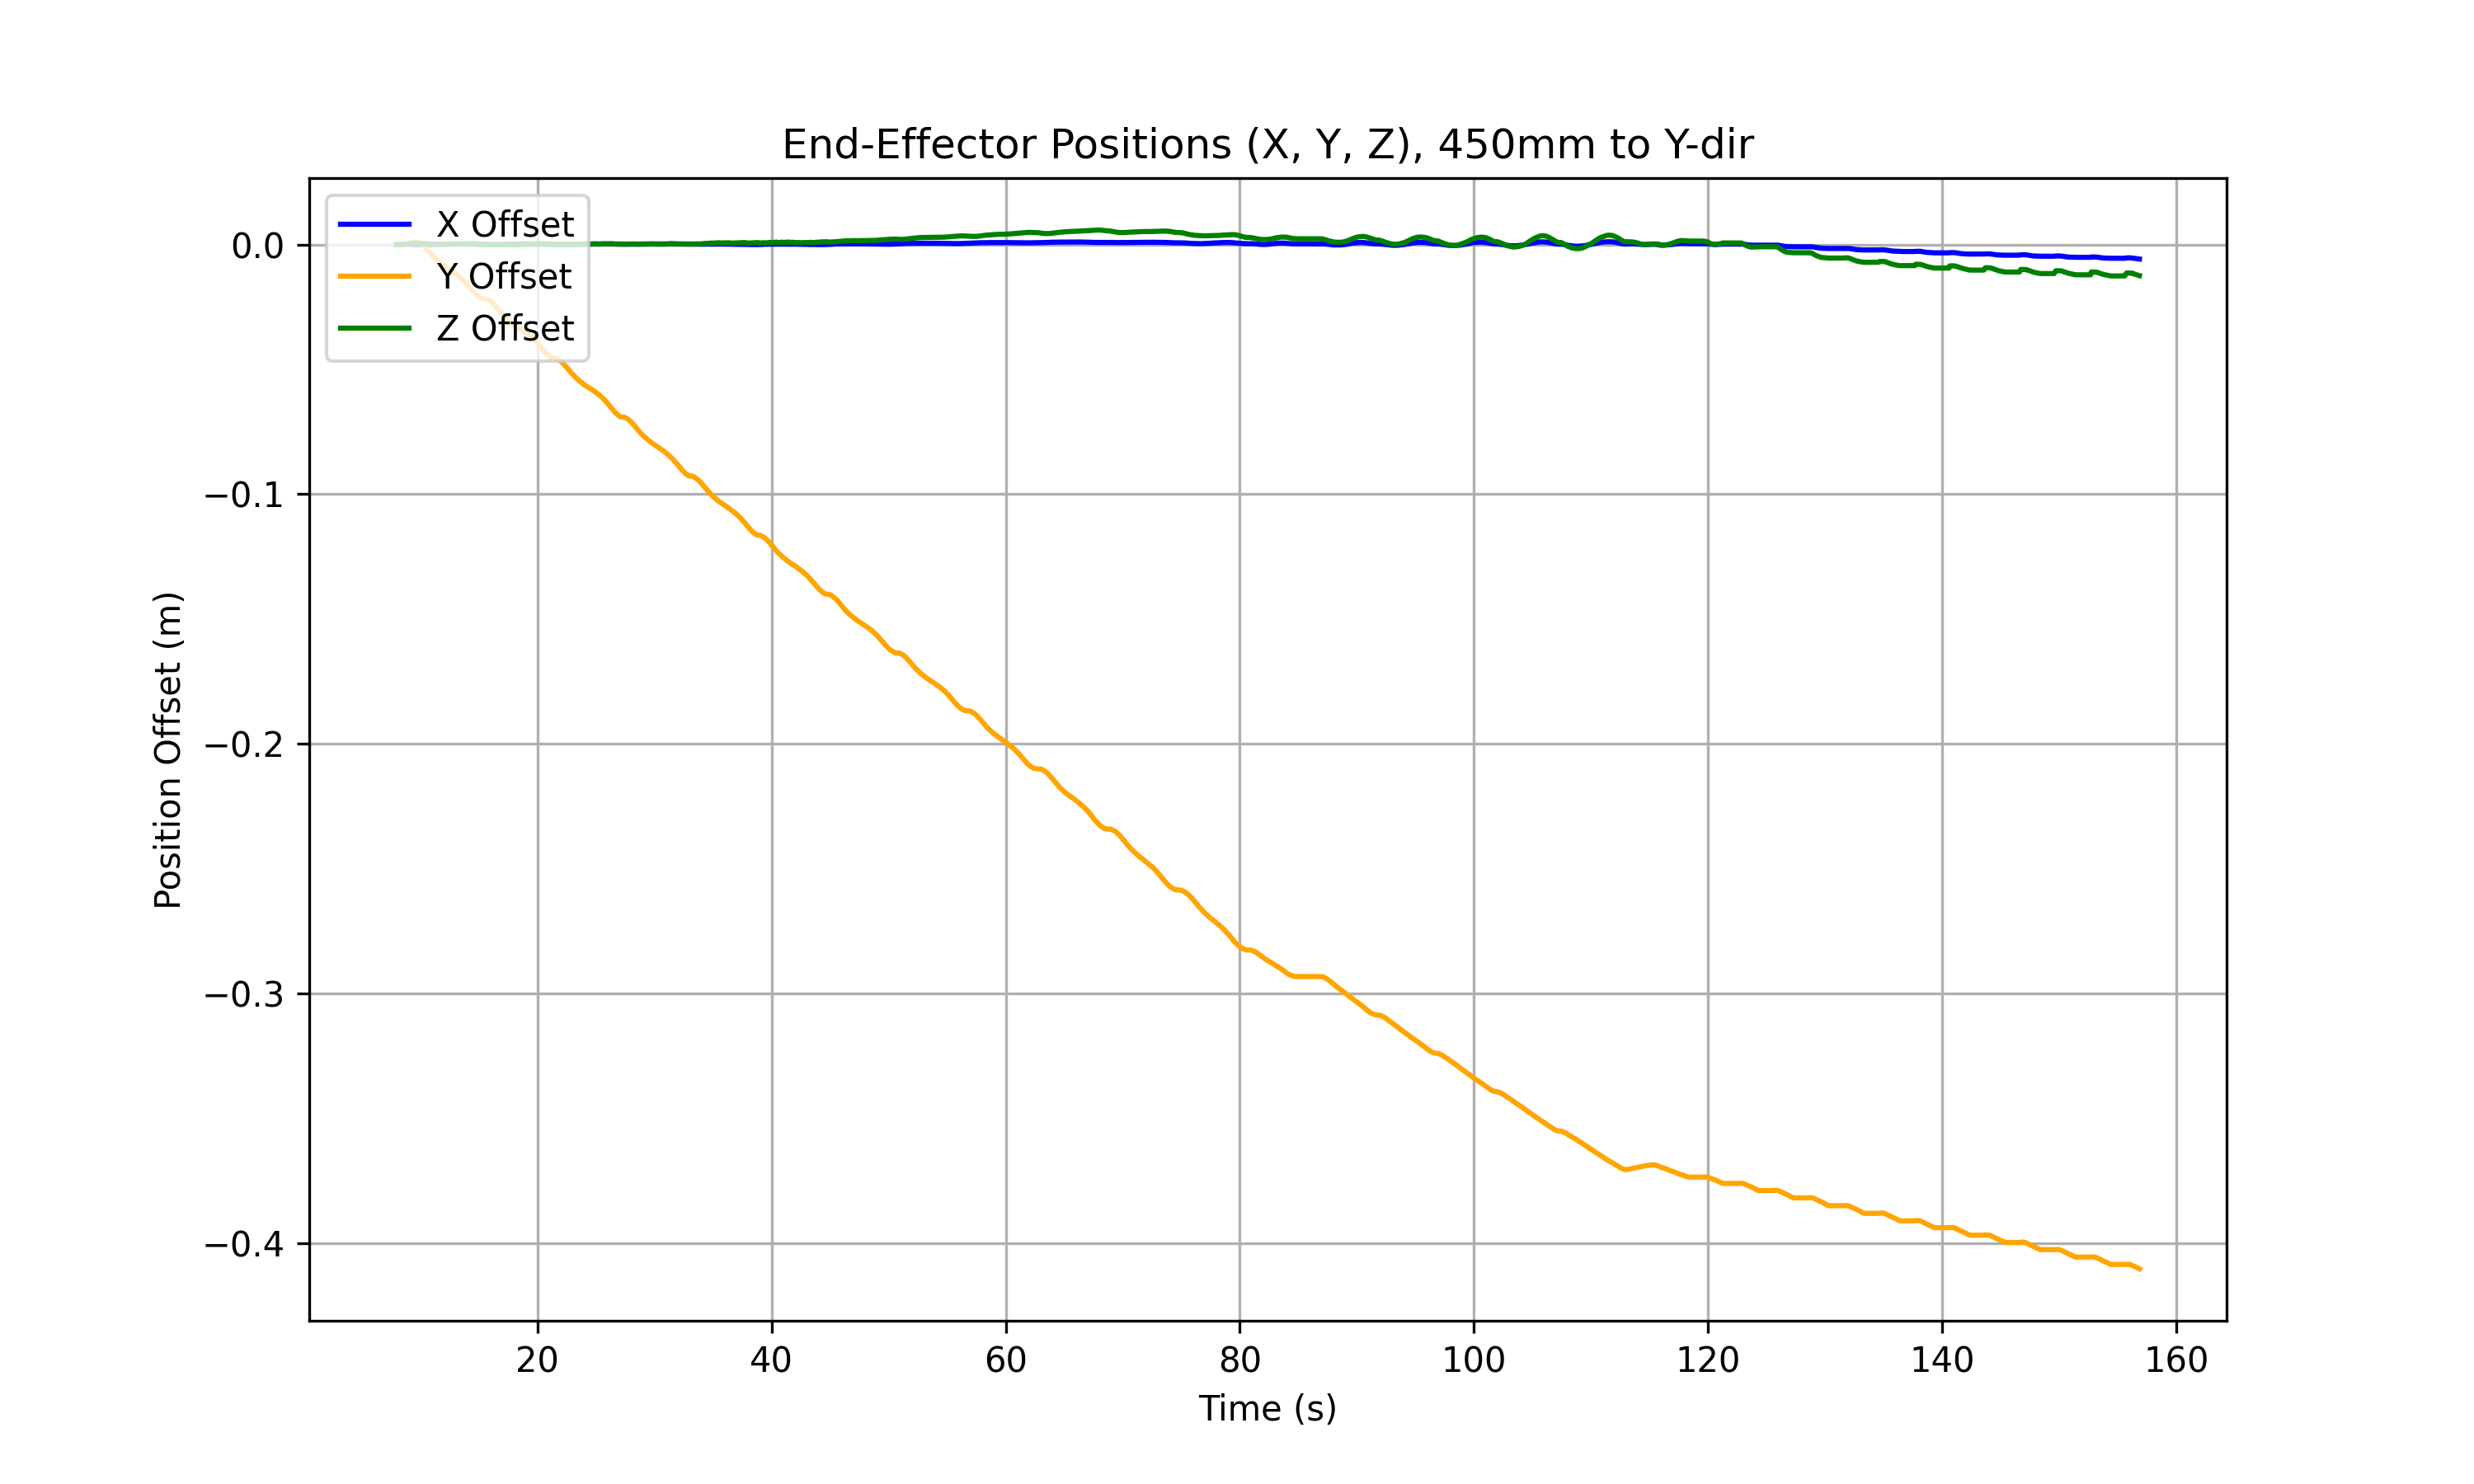 End-Effector Positions (X, Y, Z), 450mm to Y-dir
X Offset
Y Offset
Z Offset
0.0
−0.1
−0.2
−0.3
−0.4
Position Offset (m)
20 40 60 80 100 120 140 160
Time (s)